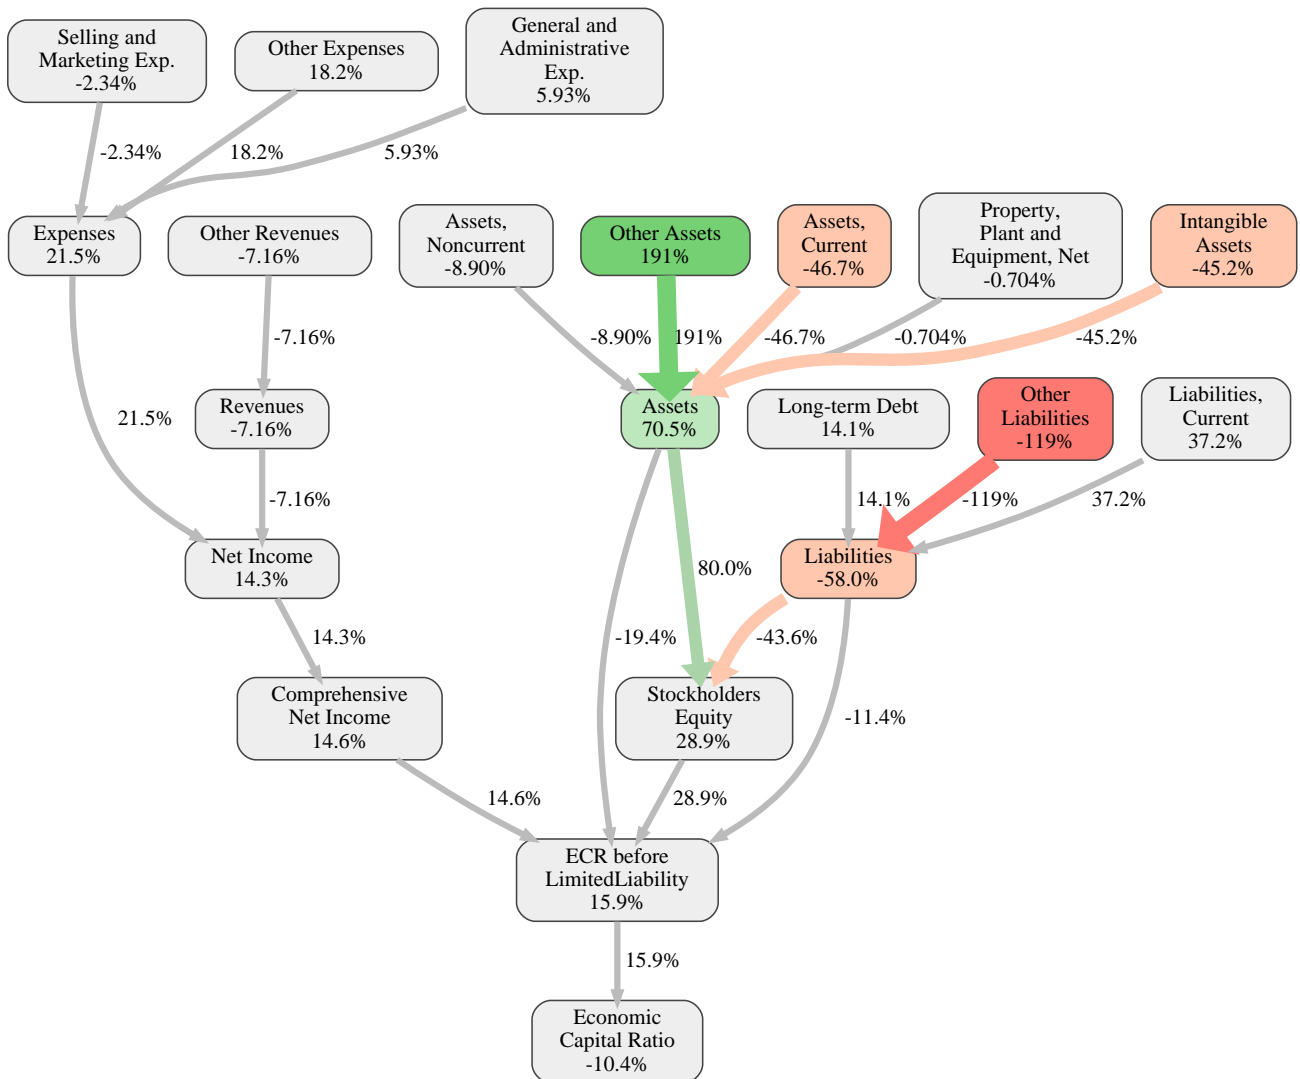 Selling and
Marketing Exp.
-2.34%
Other Expenses
18.2%
General and
Administrative
Exp.
5.93%
-2.34%
18.2%
5.93%
Expenses
21.5%
Other Revenues
-7.16%
Assets,
Noncurrent
-8.90%
Other Assets
191%
Assets,
Current
-46.7%
Property,
Plant and
Equipment, Net
-0.704%
Intangible
Assets
-45.2%
-7.16%
-8.90%
191%
-46.7%
-0.704%
-45.2%
21.5%
Revenues
-7.16%
Assets
70.5%
Long-term Debt
14.1%
Other
Liabilities
-119%
Liabilities,
Current
37.2%
-7.16%
14.1%
-119%
37.2%
Net Income
14.3%
80.0%
Liabilities
-58.0%
14.3%
-19.4%
-43.6%
Comprehensive
Net Income
14.6%
Stockholders
Equity
28.9%
-11.4%
14.6%
28.9%
ECR before
LimitedLiability
15.9%
15.9%
Economic
Capital Ratio
-10.4%